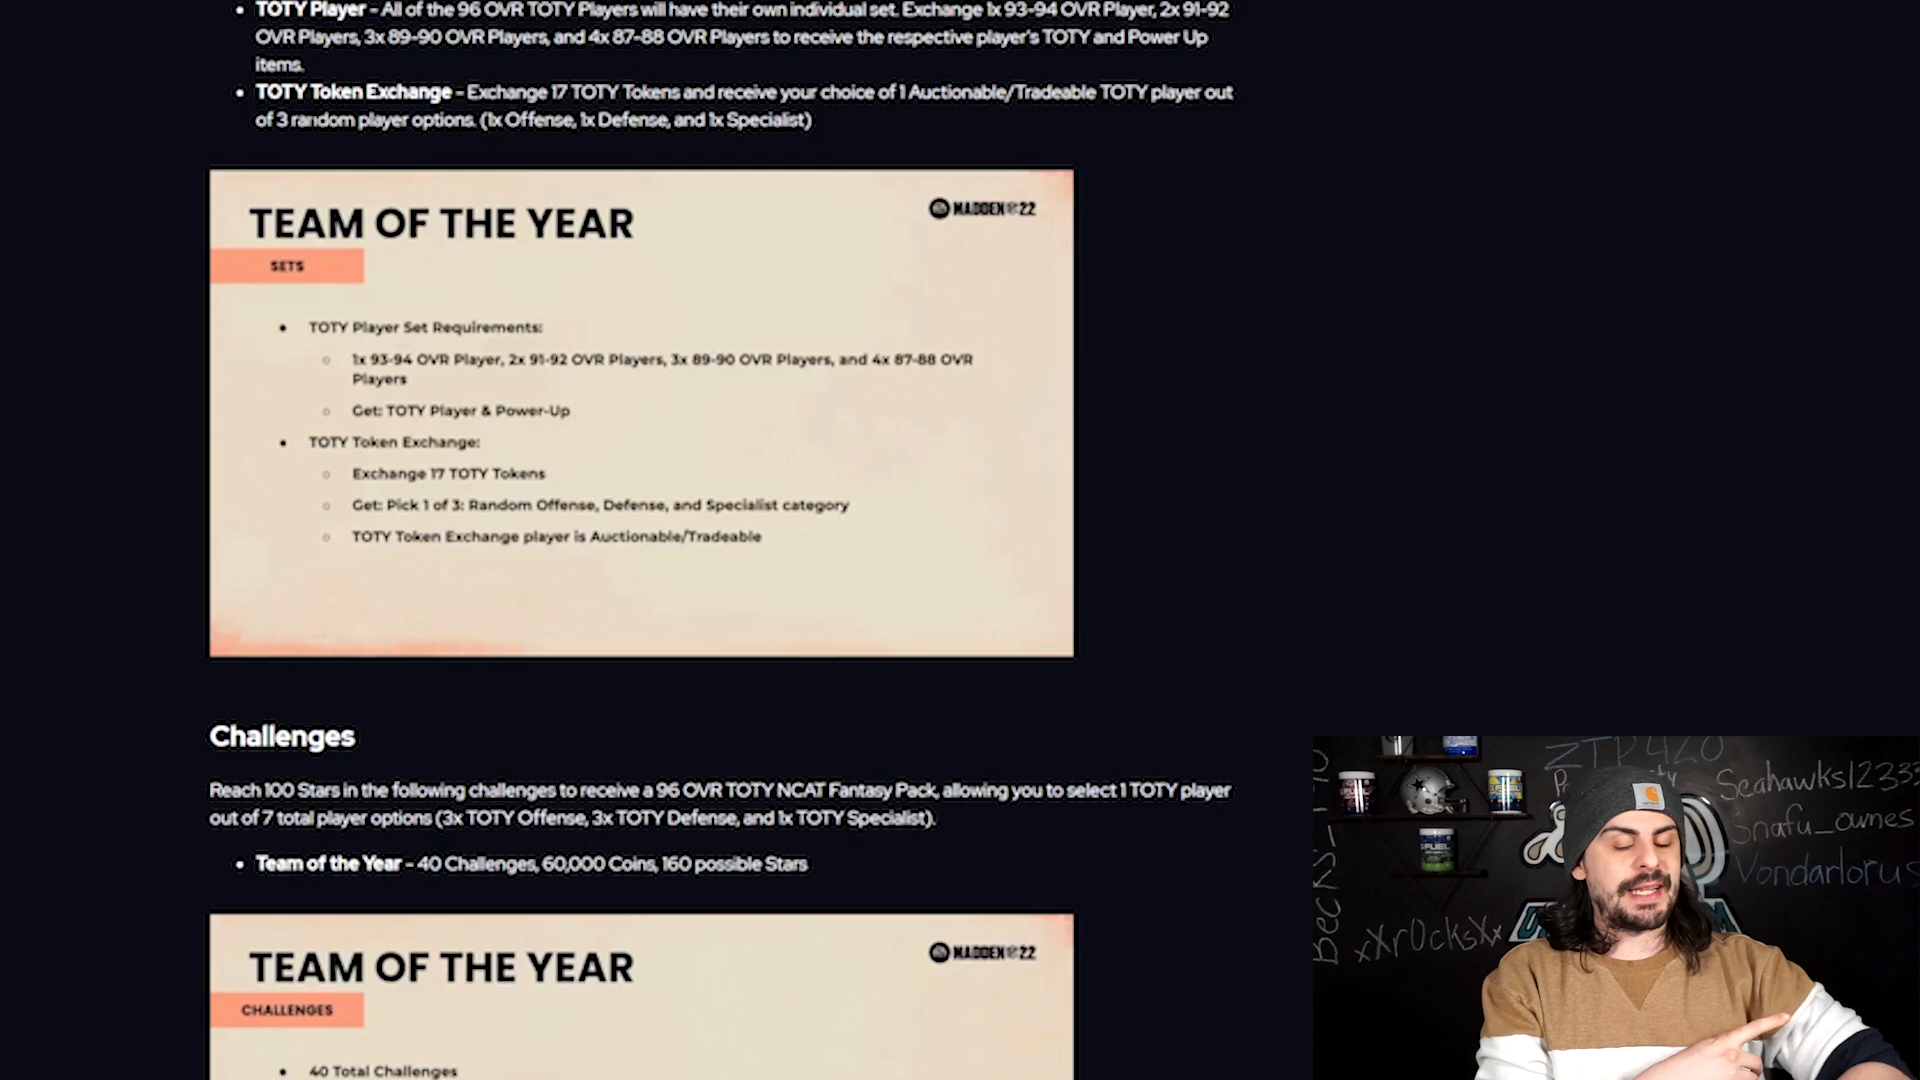 TOTY Player - All of the 96 OVR TOTY Players will have their own individual set. Exchange 1x 93-94 OVR Player, 2x 91-92
OVR Players, 3x 89-90 OVR Players, and 4x 87-88 OVR Players to receive the respective player's TOTY and Power Up
items.
TOTY Token Exchange - Exchange 17 TOTY Tokens and receive your choice of 1 Auctionable/Tradeable TOTY player out
of 3 random player options. (1x Offense, 1x Defense, and 1x Specialist)
TEAM OF THE YEAR
MADDEN 22
SETS
TOTY Player Set Requirements:
1x 93-94 OVR Player, 2x 91-92 OVR Players, 3x 89-90 OVR Players, and 4x 87-88 OVR
Players
Get: TOTY Player & Power-Up
TOTY Token Exchange:
Exchange 17 TOTY Tokens
Get: Pick 1 of 3: Random Offense, Defense, and Specialist category
TOTY Token Exchange player is Auctionable/Tradeable
Challenges
Reach 100 Stars in the following challenges to receive a 96 OVR TOTY NCAT Fantasy Pack, allowing you to select 1 TOTY player
out of 7 total player options (3x TOTY Offense, 3x TOTY Defense, and 1x TOTY Specialist).
Team of the Year - 40 Challenges, 60,000 Coins, 160 possible Stars
TEAM OF THE YEAR
MADDEN 22
CHALLENGES
40 Total Challenges
ZTP420
Seahawks12333
Snafu_ownes
Vondarlorus
xXr0cksXx
GFUEL